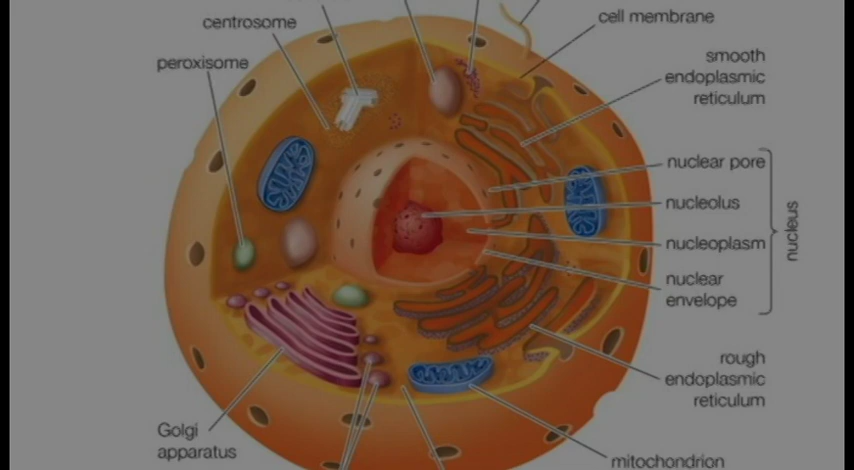 centrosome
cell membrane
peroxisome
smooth
endoplasmic
reticulum
nuclear pore
nucleolus
nucleoplasm
nuclear
envelope
nucleus
rough
endoplasmic
reticulum
Golgi
apparatus
mitochondrion